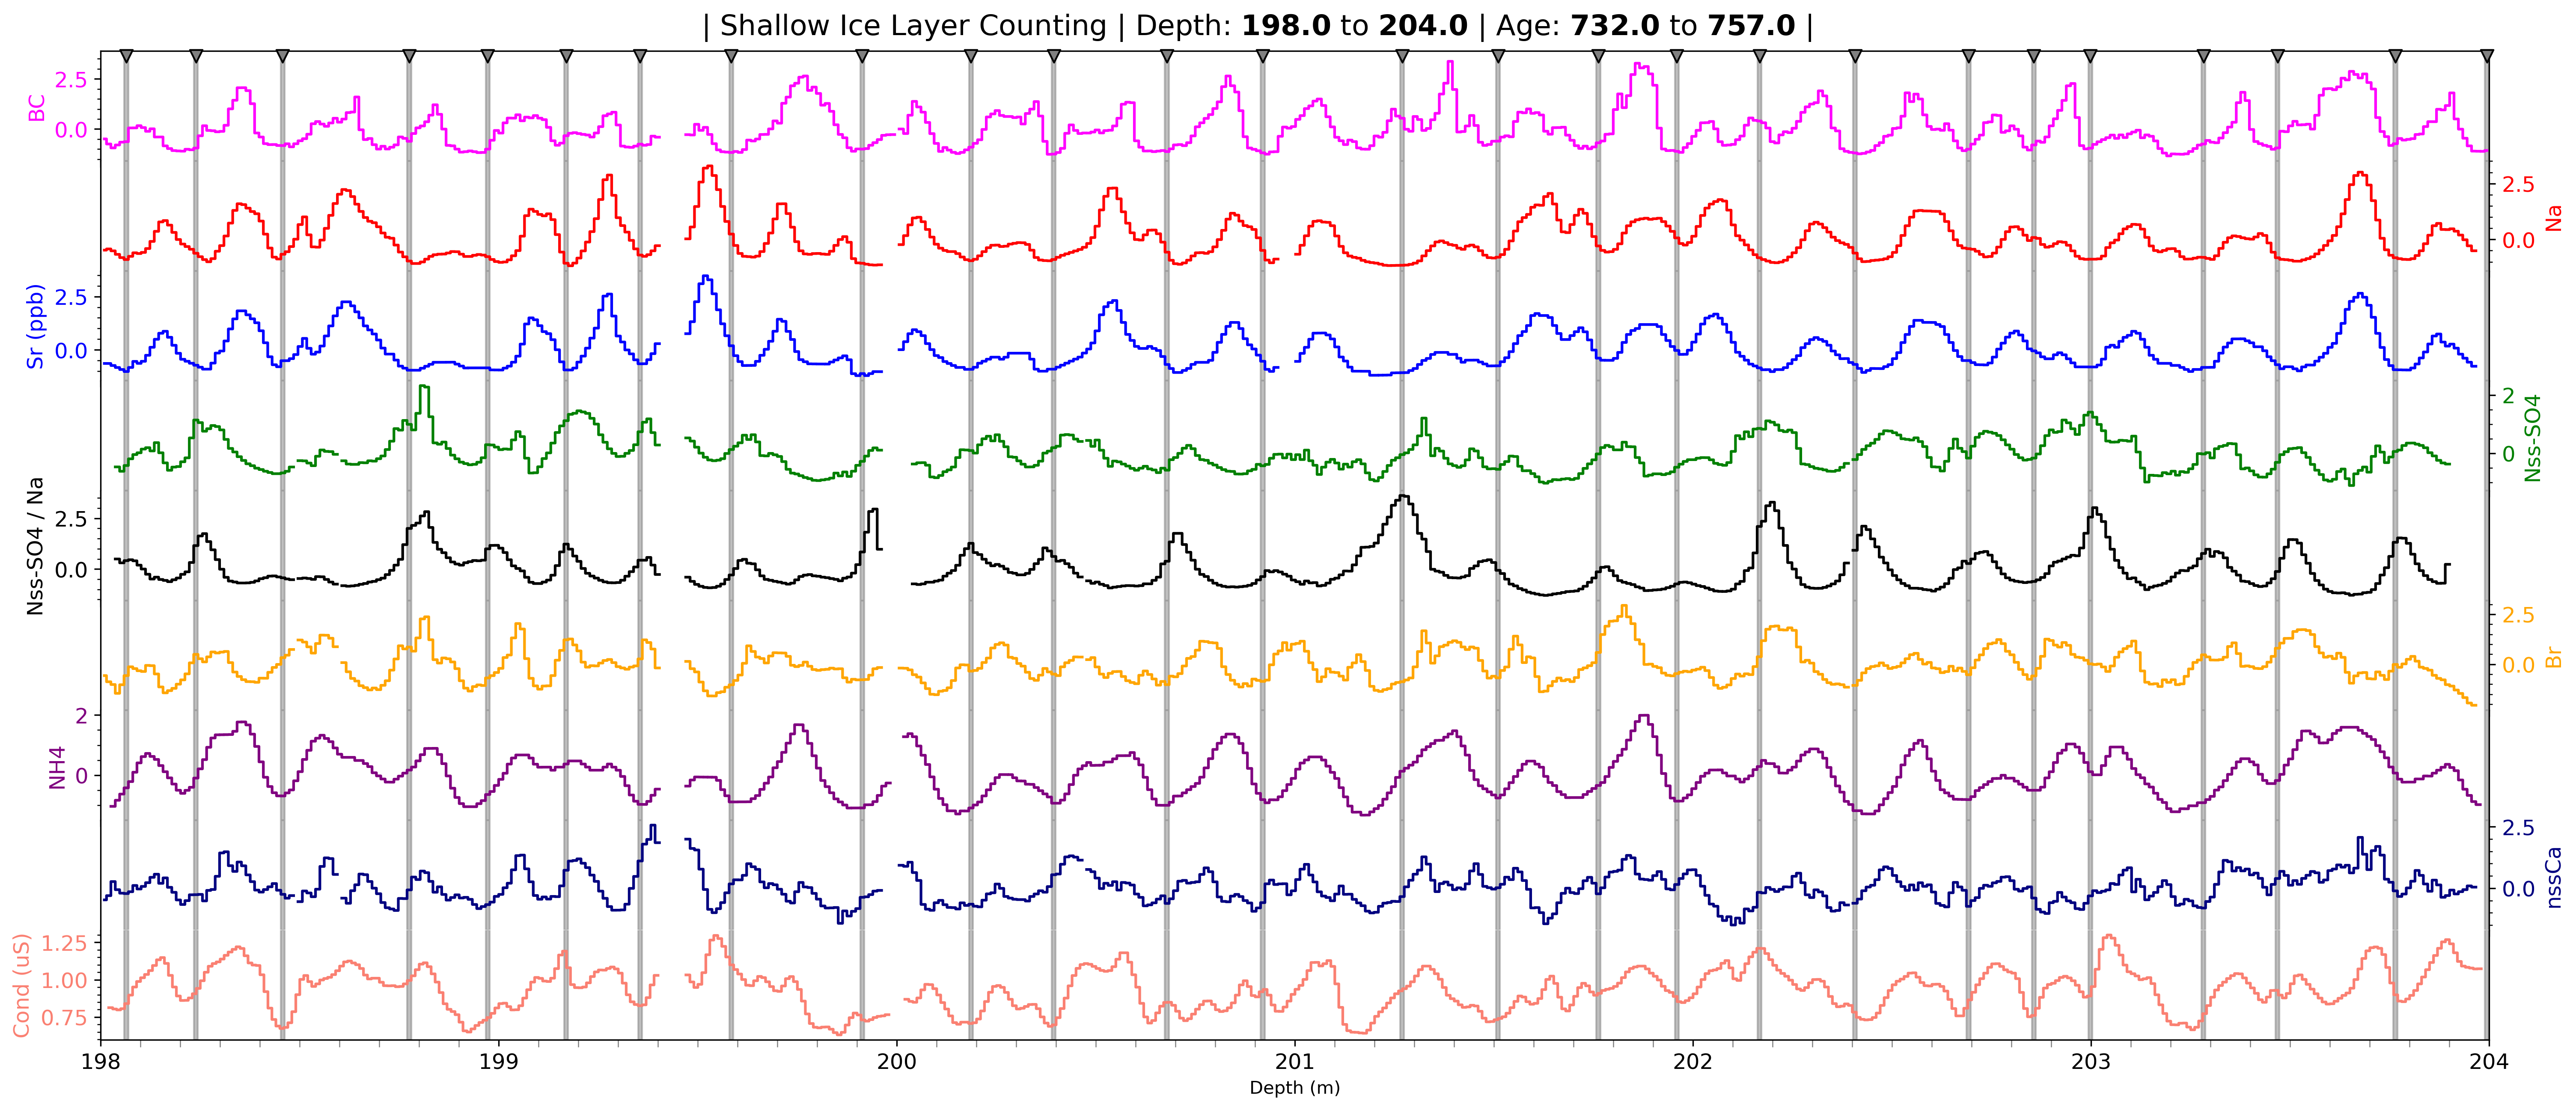 | Shallow Ice Layer Counting | Depth: 198.0 to 204.0 | Age: 732.0 to 757.0 |
BC
2.5
0.0
2.5
0.0
Na
Sr (ppb)
2.5
0.0
2
0
Nss-SO4
Nss-SO4 / Na
2.5
0.0
2.5
0.0
Br
NH4
2
0
2.5
0.0
nssCa
Cond (uS)
1.25
1.00
0.75
198 199 200 201 202 203 204
Depth (m)